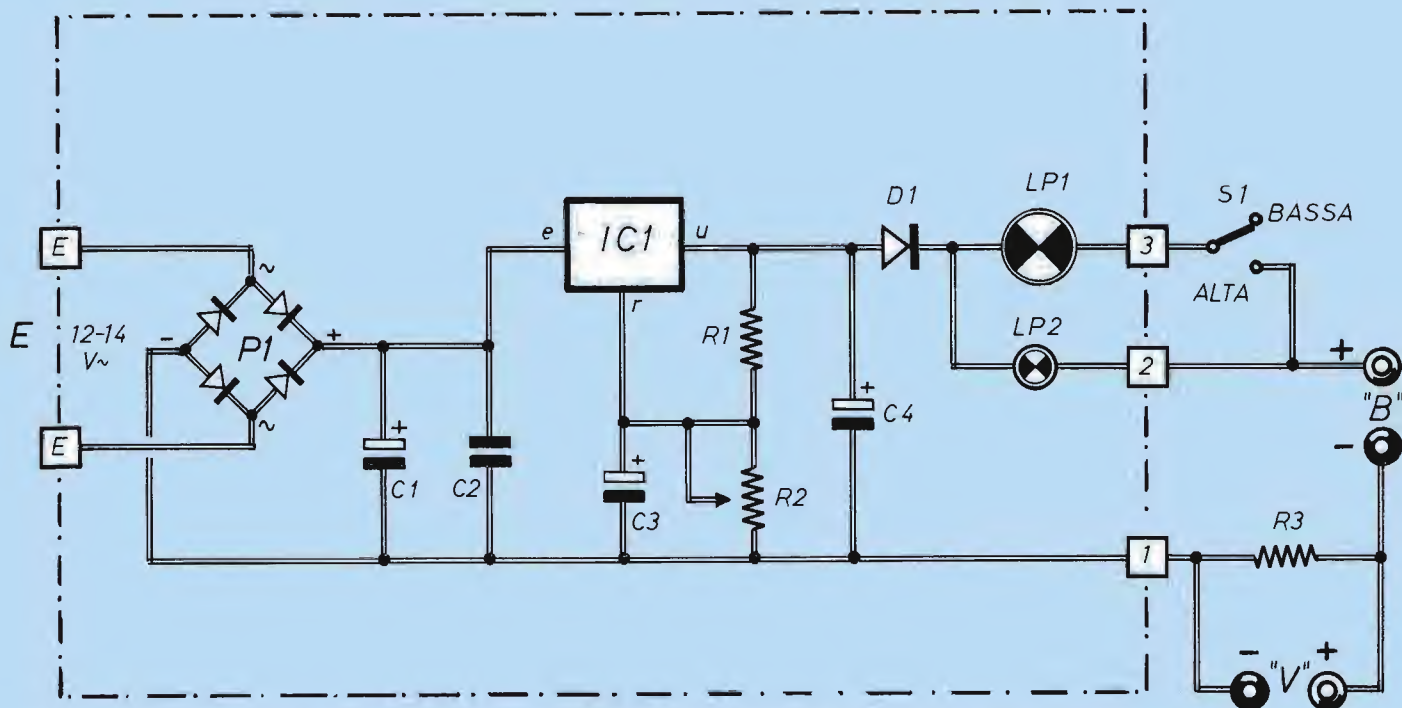 LP1
D1
S1
BASSA
e
IC1
u
E
3
~
r
ALTA
E
12-14
V~
-
P1
+
R1
LP2
2
+
"B"
-
E
~
+
C1
C2
+
C3
R2
+
C4
1
R3
-
"V"
+